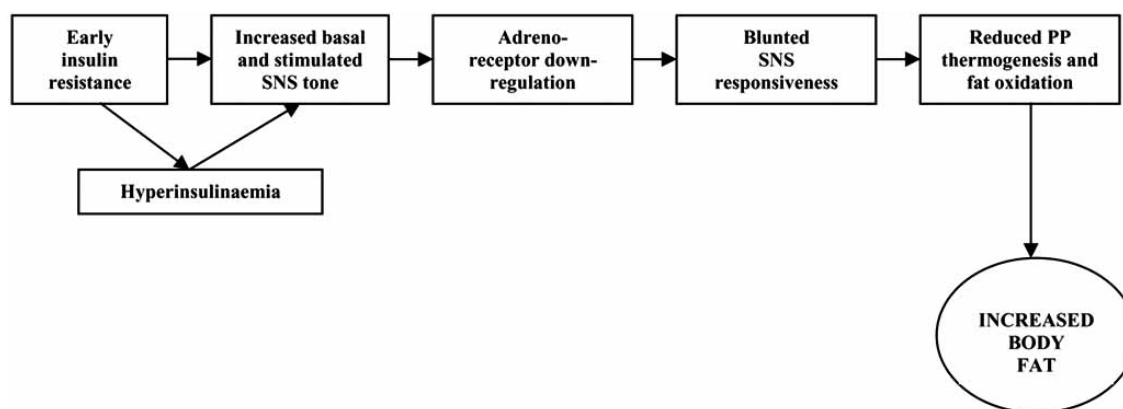 Early
insulin
resistance
Increased basal
and stimulated
SNS tone
Adreno-
receptor down-
regulation
Blunted
SNS
responsiveness
Reduced PP
thermogenesis and
fat oxidation
Hyperinsulinaemia
INCREASED
BODY
FAT